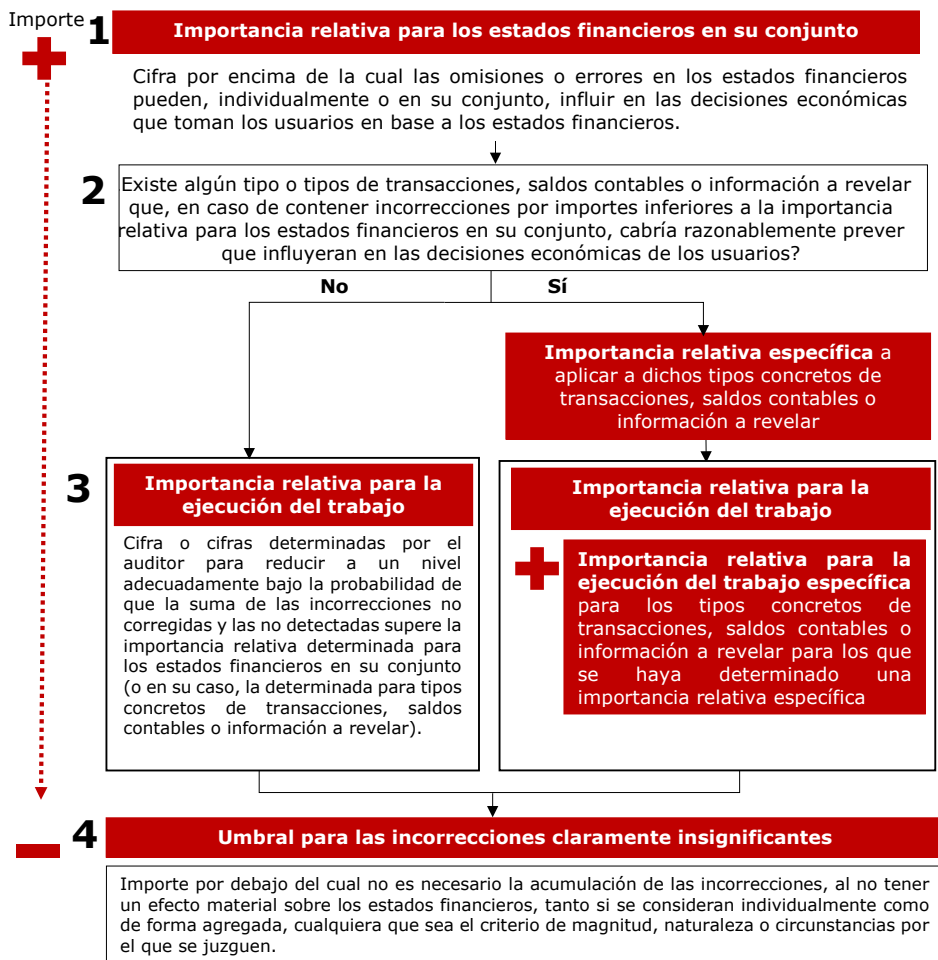 Importe
1
Importancia relativa para los estados financieros en su conjunto
Cifra por encima de la cual las omisiones o errores en los estados financieros
pueden, individualmente o en su conjunto, influir en las decisiones económicas
que toman los usuarios en base a los estados financieros.
2
Existe algún tipo o tipos de transacciones, saldos contables o información a revelar
que, en caso de contener incorrecciones por importes inferiores a la importancia
relativa para los estados financieros en su conjunto, cabría razonablemente prever
que influyeran en las decisiones económicas de los usuarios?
No
Sí
Importancia relativa específica a
aplicar a dichos tipos concretos de
transacciones, saldos contables o
información a revelar
3
Importancia relativa para la
ejecución del trabajo
Cifra o cifras determinadas por el
auditor para reducir a un nivel
adecuadamente bajo la probabilidad de
que la suma de las incorrecciones no
corregidas y las no detectadas supere la
importancia relativa determinada para
los estados financieros en su conjunto
(o en su caso, la determinada para tipos
concretos de transacciones, saldos
contables o información a revelar).
Importancia relativa para la
ejecución del trabajo
Importancia relativa para la
ejecución del trabajo específica
para los tipos concretos de
transacciones, saldos contables o
información a revelar para los que
se haya determinado una
importancia relativa específica
4
Umbral para las incorrecciones claramente insignificantes
Importe por debajo del cual no es necesario la acumulación de las incorrecciones, al no tener
un efecto material sobre los estados financieros, tanto si se consideran individualmente como
de forma agregada, cualquiera que sea el criterio de magnitud, naturaleza o circunstancias por
el que se juzguen.